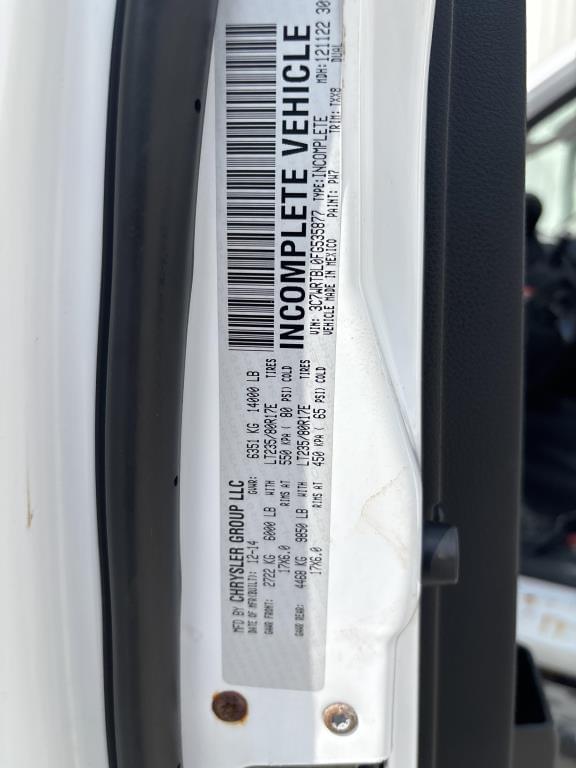 MFD BY CHRYSLER GROUP LLC
DATE OF MFR(BUILT): 12-14 GVWR: 6351 KG 14000 LB
GAWR FRONT: 2722 KG 6000 LB WITH LT235/80R17E TIRES
17X6.0 RIMS AT 550 KPA ( 80 PSI) COLD
GAWR REAR: 4468 KG 9850 LB WITH LT235/80R17E TIRES
17X6.0 RIMS AT 450 KPA ( 65 PSI) COLD
INCOMPLETE VEHICLE
VIN: 3C7WRTBL0FG535877 TYPE: INCOMPLETE MDH: 121122 30
VEHICLE MADE IN MEXICO PAINT: PW7 TRIM: TXX8 DUAL